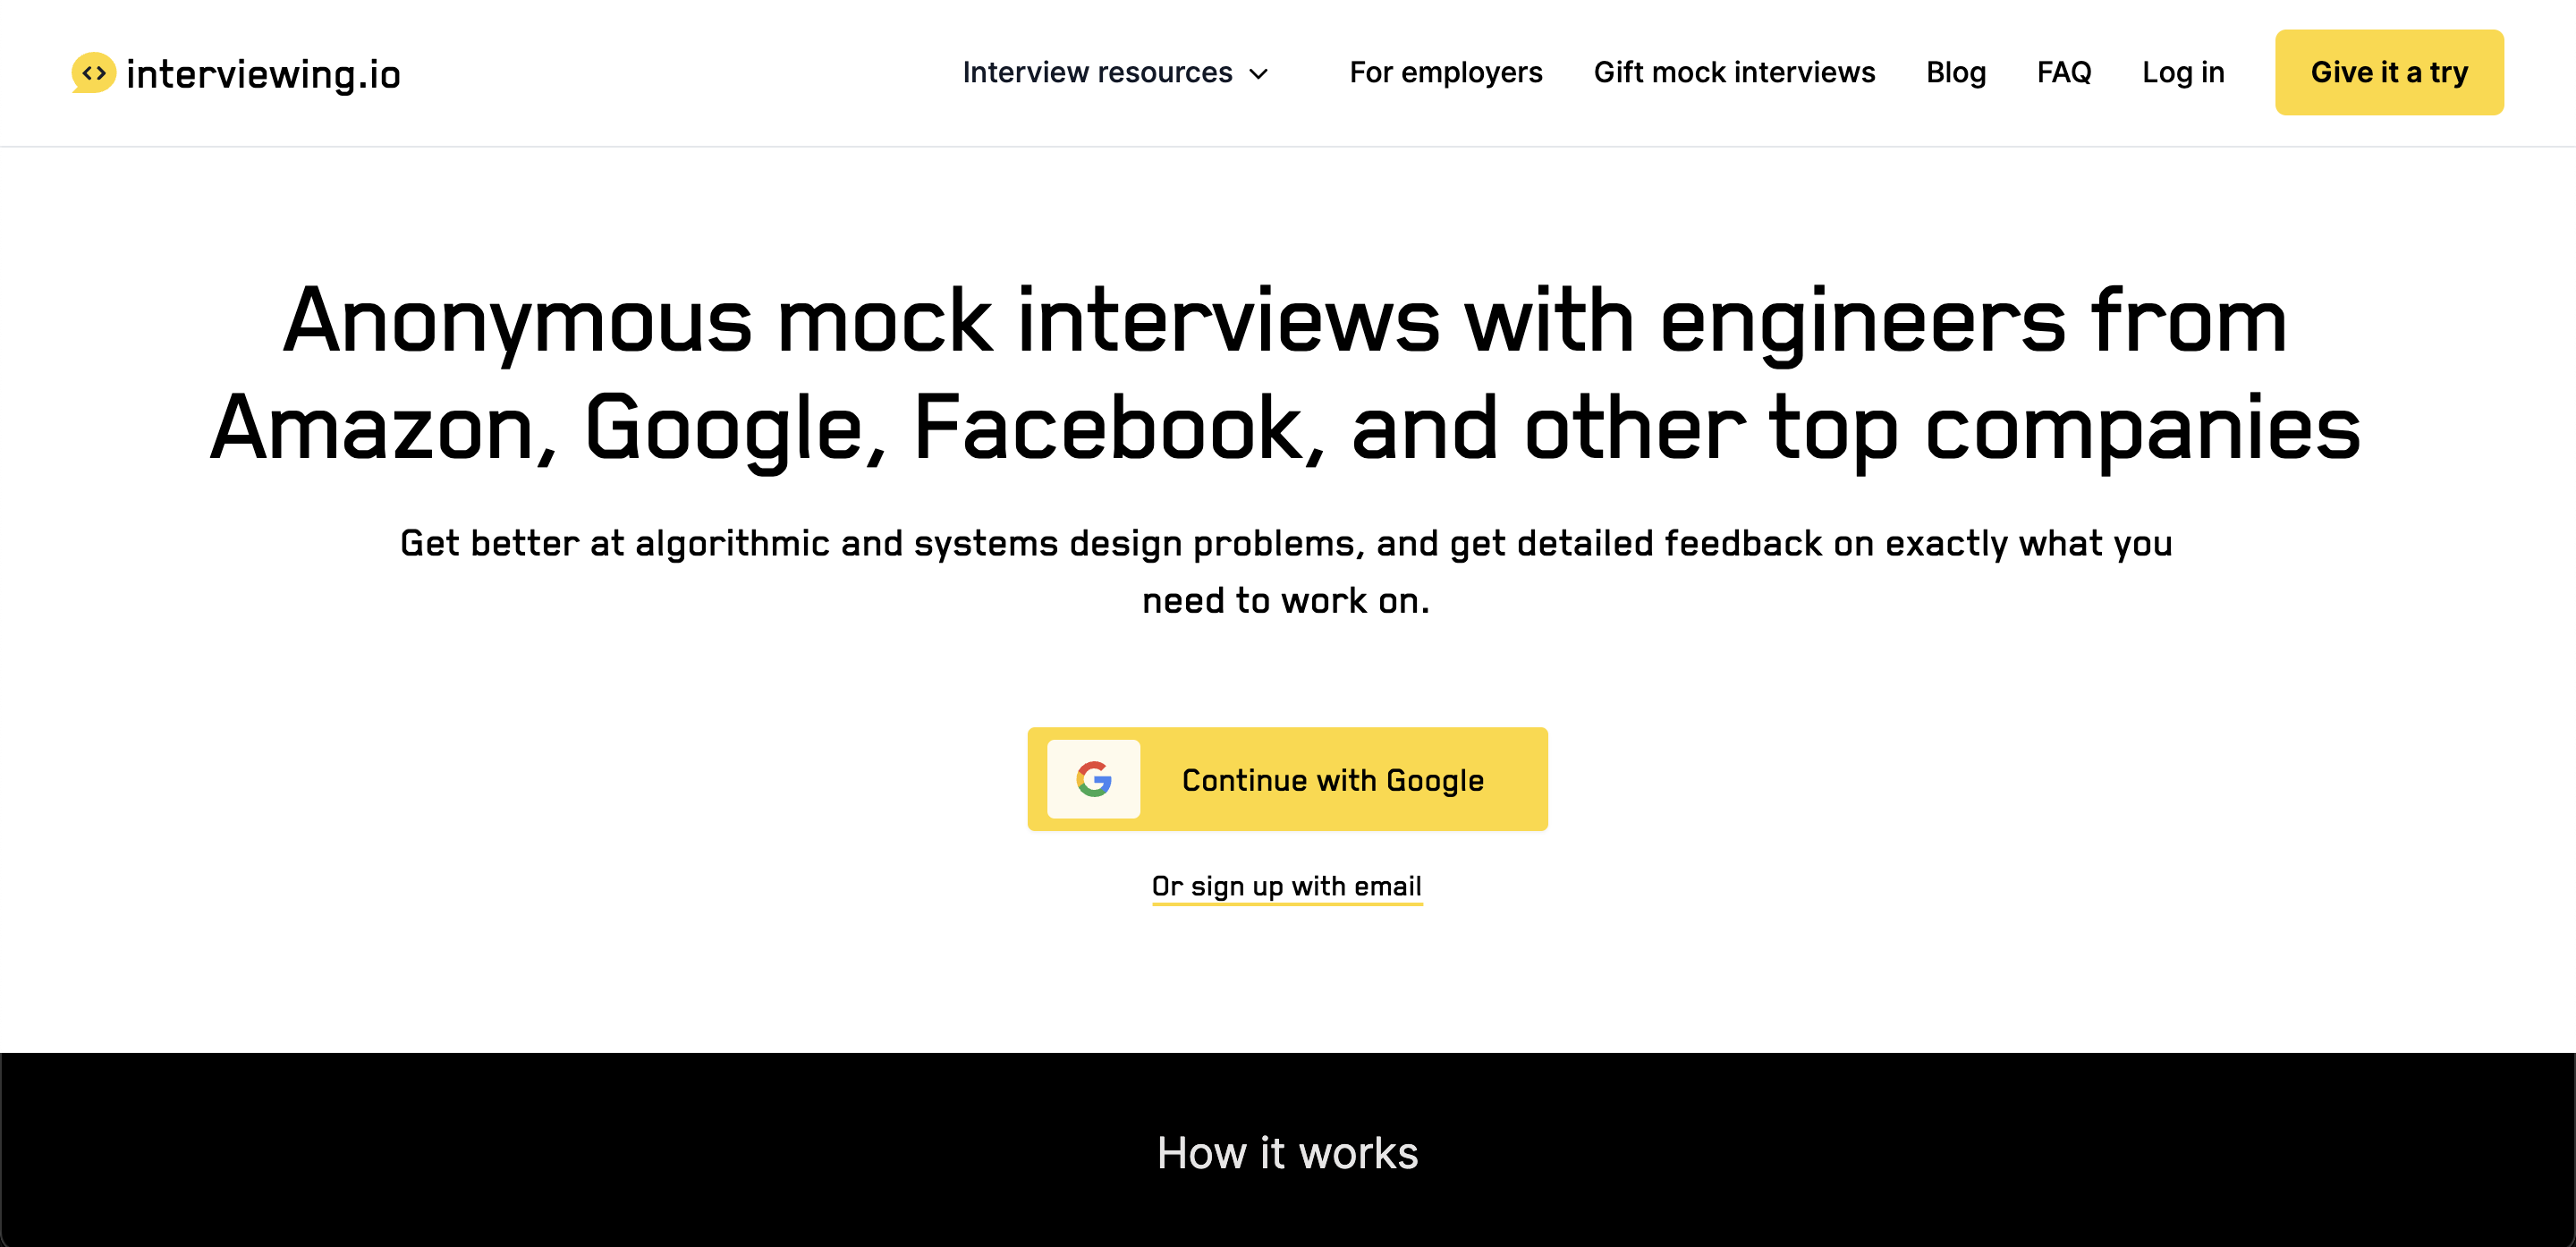 interviewing.io
Interview resources
For employers
Gift mock interviews
Blog
FAQ
Log in
Give it a try
Anonymous mock interviews with engineers from
Amazon, Google, Facebook, and other top companies
Get better at algorithmic and systems design problems, and get detailed feedback on exactly what you
need to work on.
Continue with Google
Or sign up with email
How it works